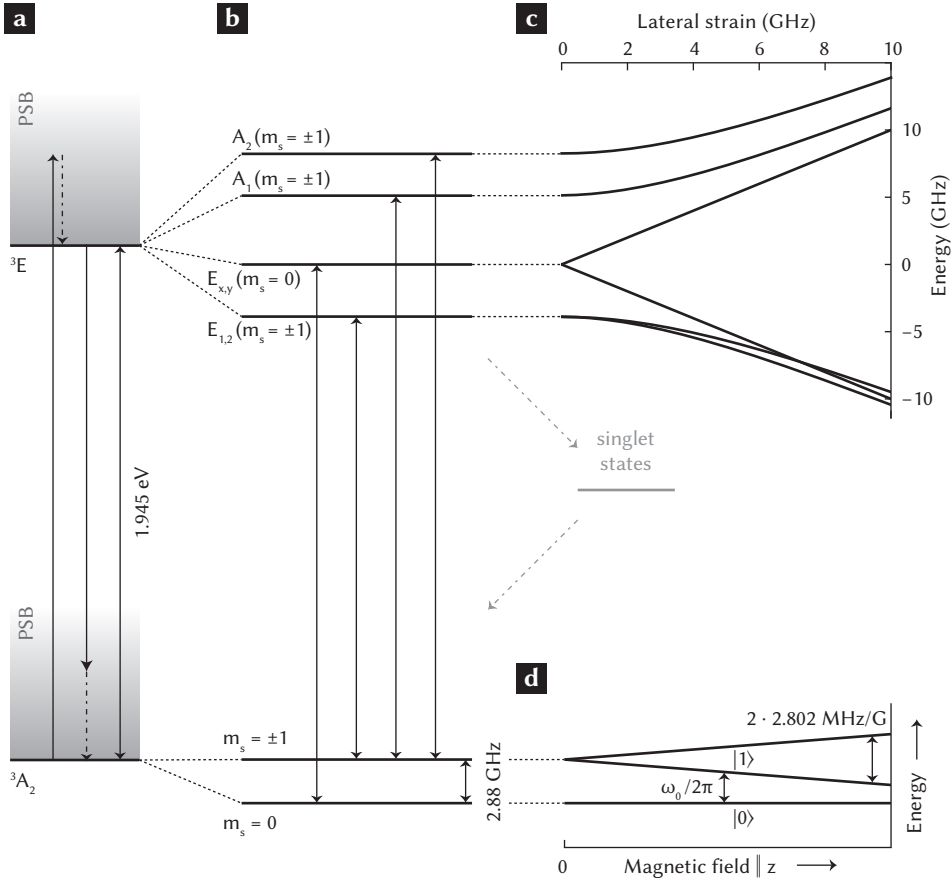 a
PSB
³E
1.945 eV
PSB
³A₂
b
A₂(mₛ = ±1)
A₁(mₛ = ±1)
Eₓ,ᵧ(mₛ = 0)
E₁,₂(mₛ = ±1)
mₛ = ±1
mₛ = 0
2.88 GHz
singlet
states
c
Lateral strain (GHz)
0 2 4 6 8 10
10
5
0
−5
−10
Energy (GHz)
d
2 · 2.802 MHz/G
|1⟩
ω₀/2π
|0⟩
Energy
0
Magnetic field ∥ z